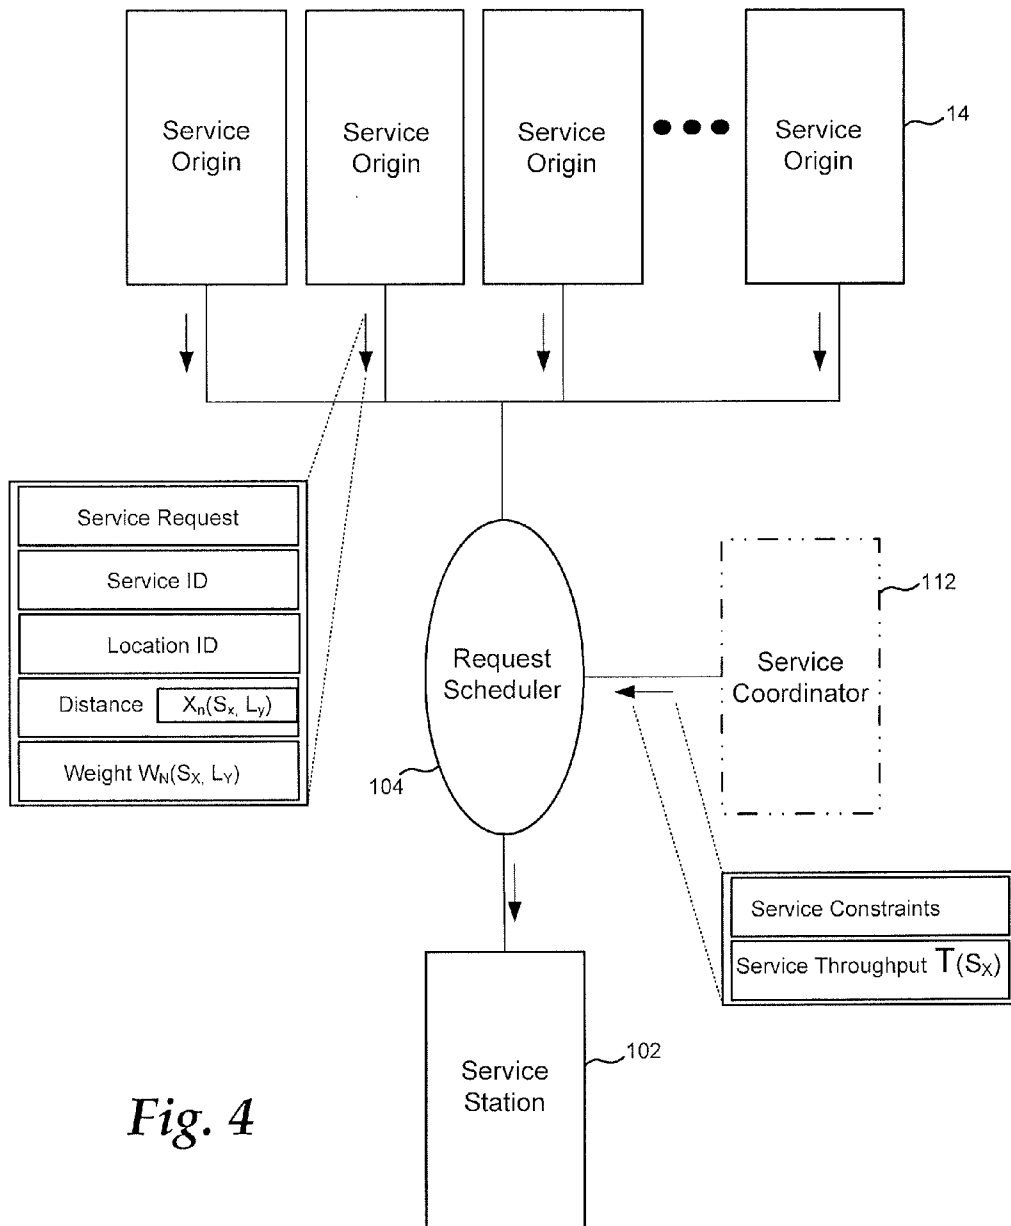 Service
Origin
Service
Origin
Service
Origin
Service
Origin
14
Service Request
Service ID
Location ID
Distance Xn(Sx, Ly)
Weight WN(SX, LY)
Request
Scheduler
104
Service
Coordinator
112
Service Constraints
Service Throughput T(SX)
Service
Station
102
Fig. 4